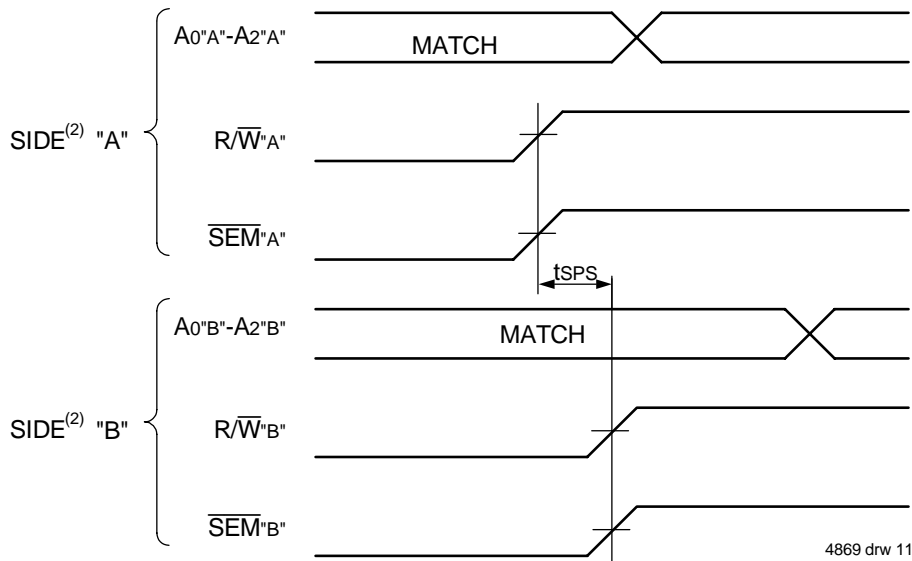 A0"A"-A2"A"
MATCH
SIDE(2) "A"
R/W"A"
SEM"A"
tSPS
A0"B"-A2"B"
MATCH
SIDE(2) "B"
R/W"B"
SEM"B"
4869 drw 11